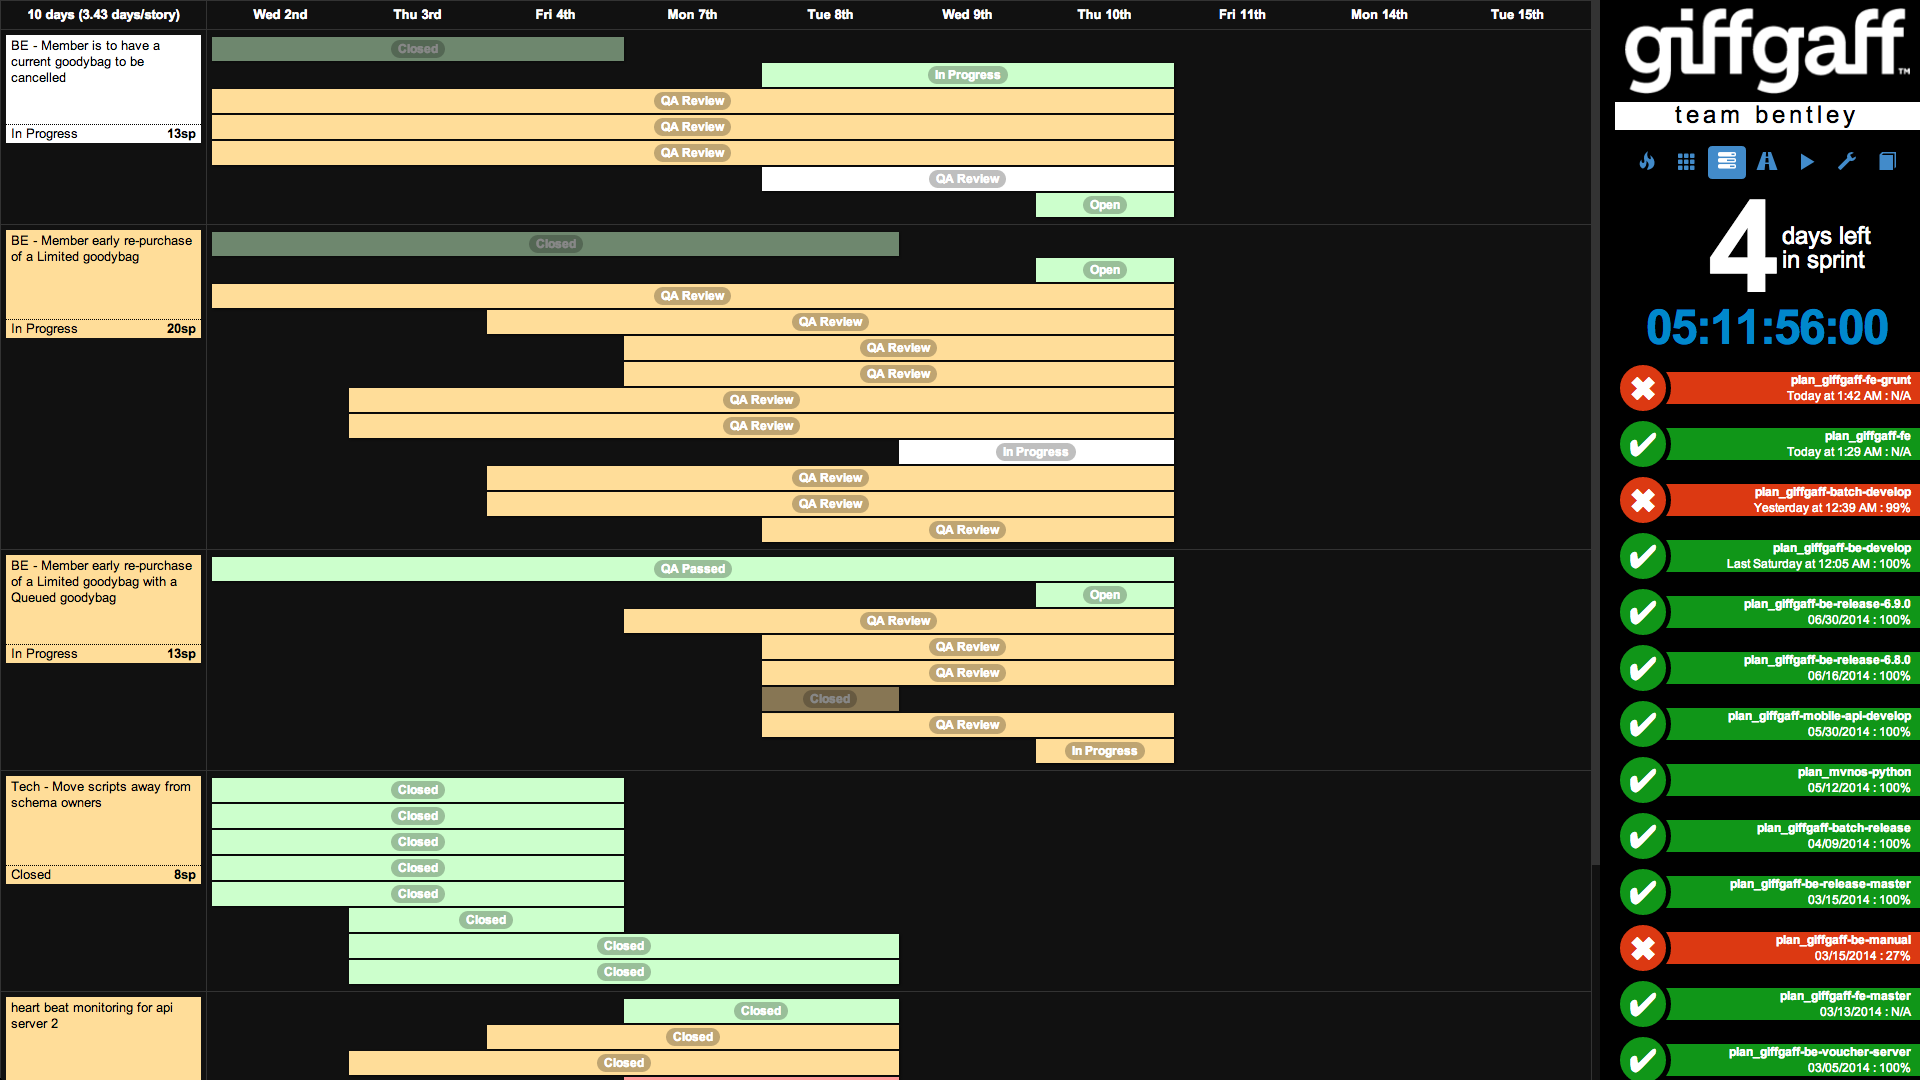 10 days (3.43 days/story) Wed 2nd Thu 3rd Fri 4th Mon 7th Tue 8th Wed 9th Thu 10th Fri 11th Mon 14th Tue 15th
BE - Member is to have a
current goodybag to be
cancelled
In Progress 13sp
Closed
In Progress
QA Review
QA Review
QA Review
QA Review
Open
BE - Member early re-purchase
of a Limited goodybag
In Progress 20sp
Closed
Open
QA Review
QA Review
QA Review
QA Review
QA Review
QA Review
In Progress
QA Review
QA Review
QA Review
BE - Member early re-purchase
of a Limited goodybag with a
Queued goodybag
In Progress 13sp
QA Passed
Open
QA Review
QA Review
QA Review
Closed
QA Review
In Progress
Tech - Move scripts away from
schema owners
Closed 8sp
Closed
Closed
Closed
Closed
Closed
Closed
Closed
Closed
heart beat monitoring for api
server 2
Closed
Closed
Closed
giffgaff™
team bentley
4 days left
in sprint
05:11:56:00
plan_giffgaff-fe-grunt
Today at 1:42 AM : N/A
plan_giffgaff-fe
Today at 1:29 AM : N/A
plan_giffgaff-batch-develop
Yesterday at 12:39 AM : 99%
plan_giffgaff-be-develop
Last Saturday at 12:05 AM : 100%
plan_giffgaff-be-release-6.9.0
06/30/2014 : 100%
plan_giffgaff-be-release-6.8.0
06/16/2014 : 100%
plan_giffgaff-mobile-api-develop
05/30/2014 : 100%
plan_mvnos-python
05/12/2014 : 100%
plan_giffgaff-batch-release
04/09/2014 : 100%
plan_giffgaff-be-release-master
03/15/2014 : 100%
plan_giffgaff-be-manual
03/15/2014 : 27%
plan_giffgaff-fe-master
03/13/2014 : N/A
plan_giffgaff-be-voucher-server
03/05/2014 : 100%